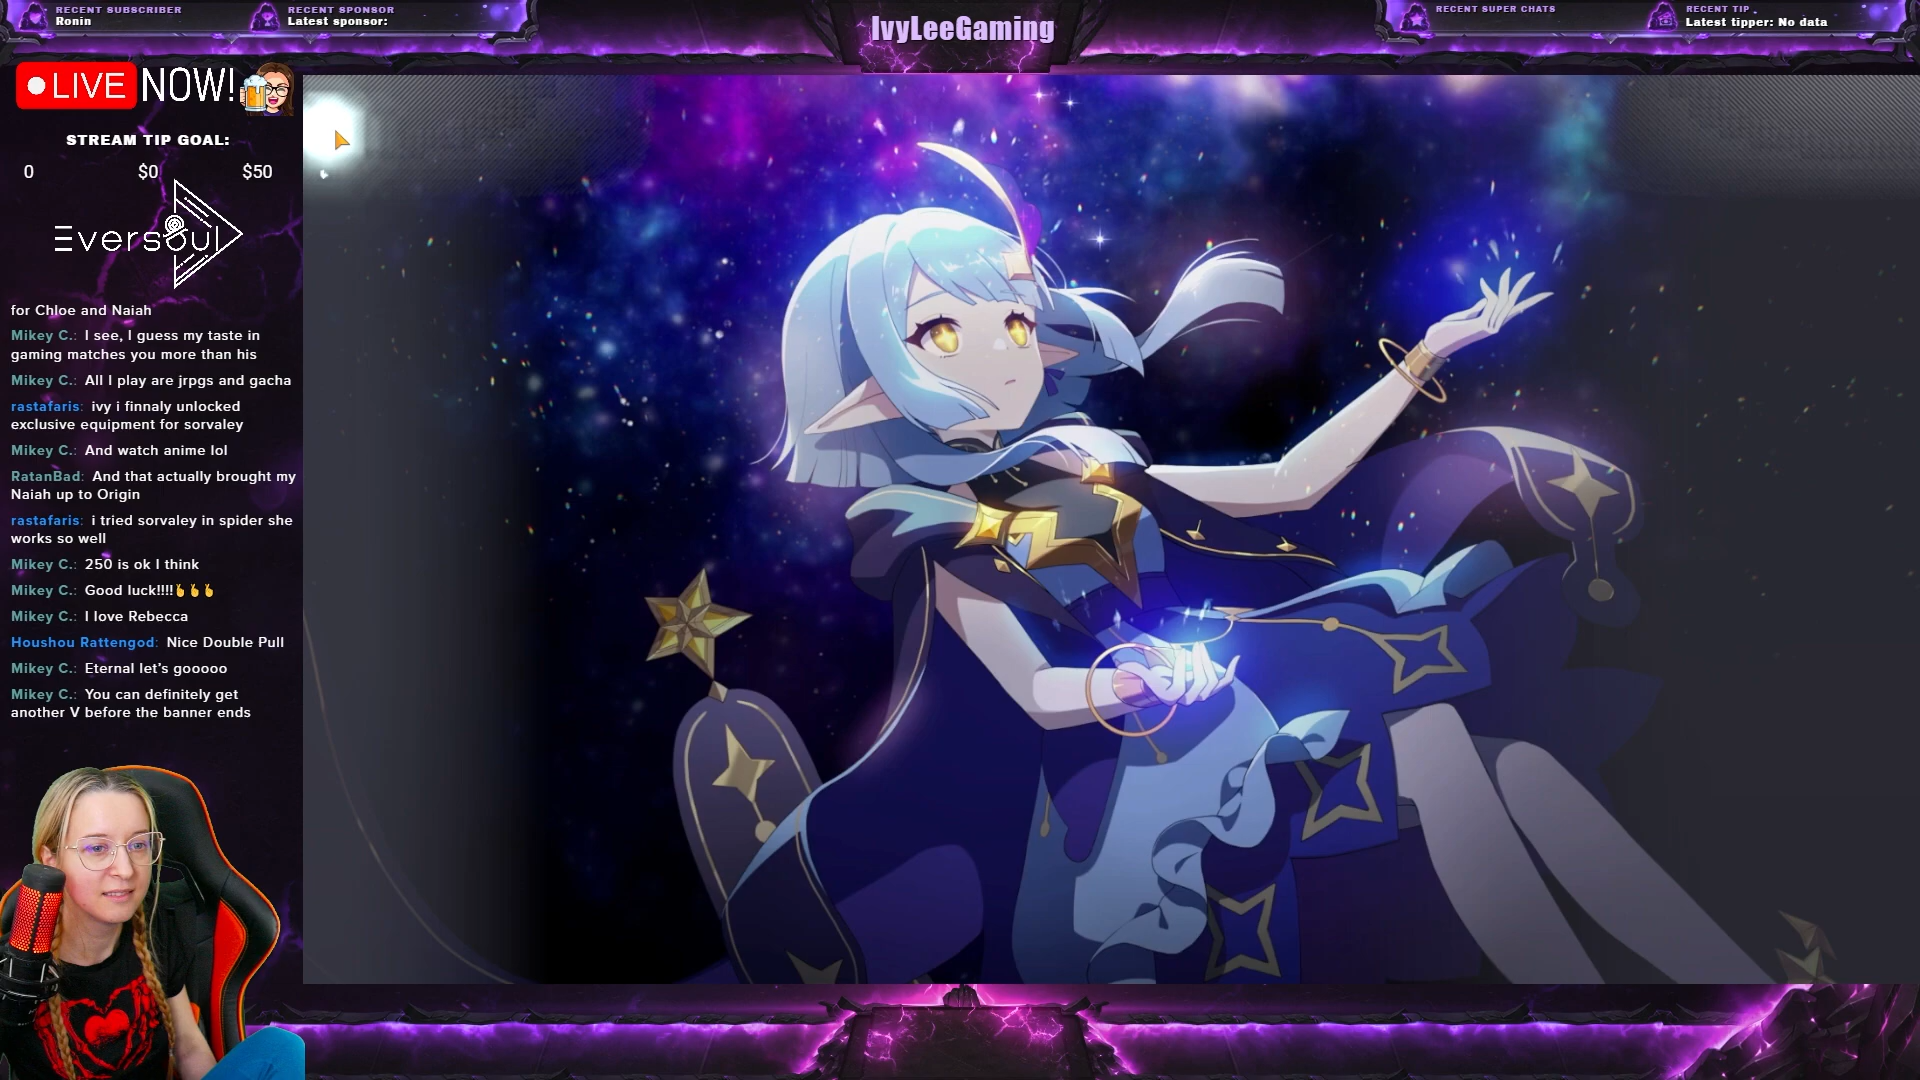 RECENT SUBSCRIBER
Ronin
RECENT SPONSOR
Latest sponsor:
IvyLeeGaming
RECENT SUPER CHATS
RECENT TIP
Latest tipper: No data
LIVE NOW!
STREAM TIP GOAL:
0 $0 $50
Eversoul
for Chloe and Naiah
Mikey C.: I see, I guess my taste in
gaming matches you more than his
Mikey C.: All I play are jrpgs and gacha
rastafaris: ivy i finnaly unlocked
exclusive equipment for sorvaley
Mikey C.: And watch anime lol
RatanBad: And that actually brought my
Naiah up to Origin
rastafaris: i tried sorvaley in spider she
works so well
Mikey C.: 250 is ok I think
Mikey C.: Good luck!!!!🤞🤞🤞
Mikey C.: I love Rebecca
Houshou Rattengod: Nice Double Pull
Mikey C.: Eternal let's gooooo
Mikey C.: You can definitely get
another V before the banner ends